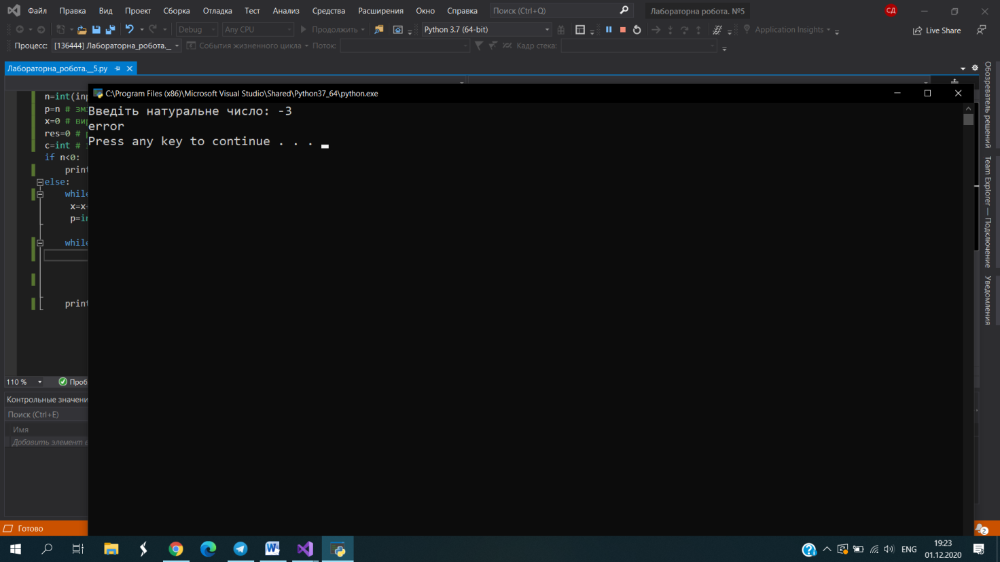 Файл Правка Вид Проект Сборка Отладка Тест Анализ Средства Расширения Окно Справка Поиск (Ctrl+Q) Лабораторна робота. №5 СД
Debug Any CPU Продолжить Python 3.7 (64-bit) Application Insights Live Share
Процесс: [136444] Лабораторна_робота._ События жизненного цикла Поток: Кадр стека:
Лабораторна_робота.__5.py
C:\Program Files (x86)\Microsoft Visual Studio\Shared\Python37_64\python.exe
Введіть натуральне число: -3
error
Press any key to continue . . .
n=int(inp
p=n # змі
x=0 # вир
res=0 #
c=int #
if n<0:
print
else:
while
x=x
p=in
while
print
110 % Проб
Контрольные значени
Поиск (Ctrl+E)
Имя
Добавить элемент в
Готово
Обозреватель решений
Team Explorer — Подключение
Уведомления
2
ENG
19:23
01.12.2020